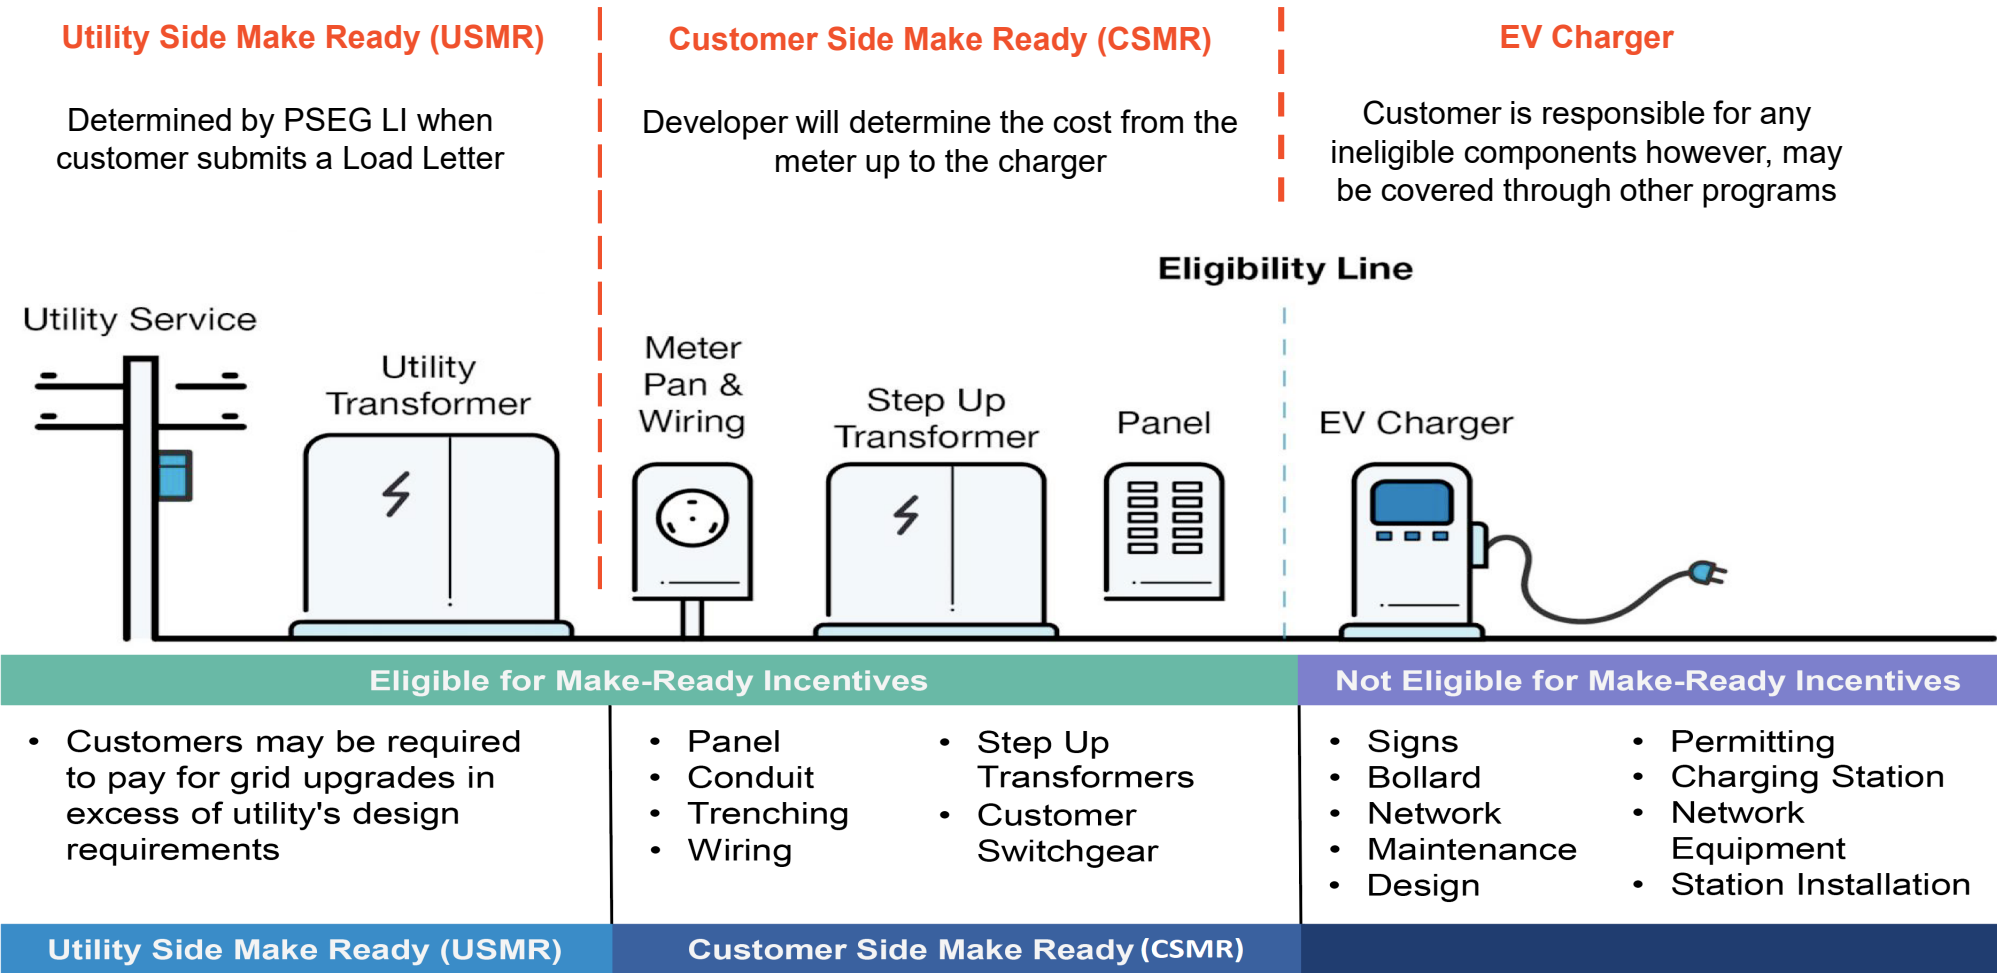 Utility Side Make Ready (USMR)
Determined by PSEG LI when
customer submits a Load Letter
Customer Side Make Ready (CSMR)
Developer will determine the cost from the
meter up to the charger
EV Charger
Customer is responsible for any
ineligible components however, may
be covered through other programs
Eligibility Line
Utility Service
Utility
Transformer
Meter
Pan &
Wiring
Step Up
Transformer
Panel
EV Charger
Eligible for Make-Ready Incentives
Not Eligible for Make-Ready Incentives
• Customers may be required
to pay for grid upgrades in
excess of utility's design
requirements
• Panel
• Conduit
• Trenching
• Wiring
• Step Up
Transformers
• Customer
Switchgear
• Signs
• Bollard
• Network
• Maintenance
• Design
• Permitting
• Charging Station
• Network
Equipment
• Station Installation
Utility Side Make Ready (USMR)
Customer Side Make Ready (CSMR)